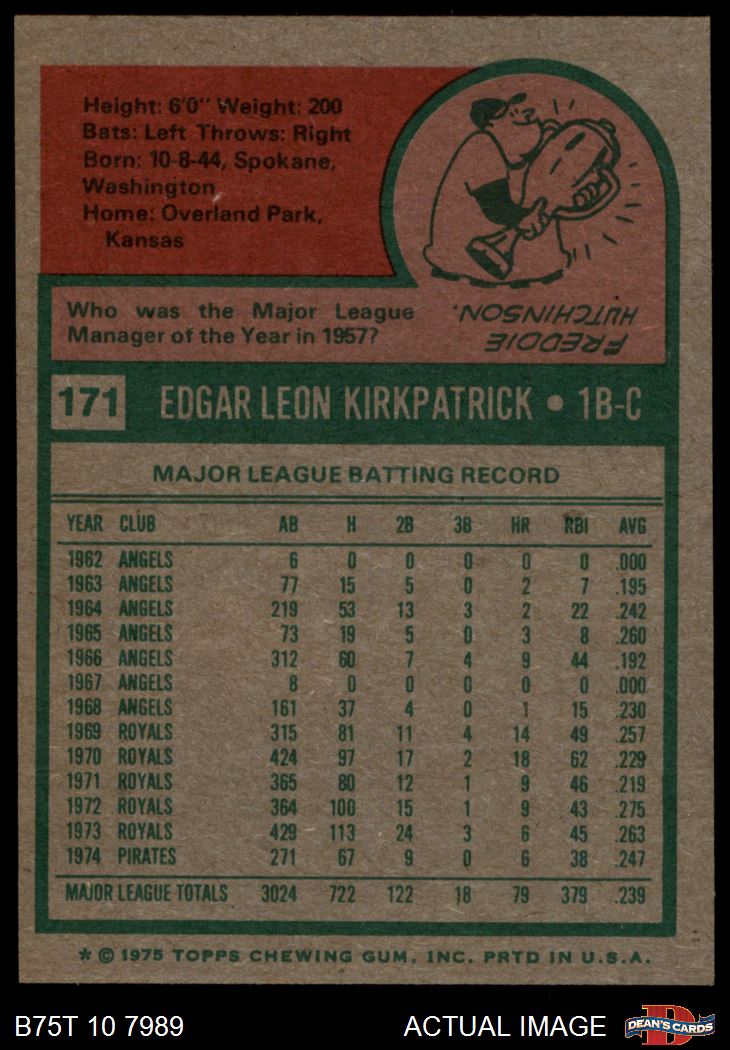 Height: 6'0" Weight: 200
Bats: Left Throws: Right
Born: 10-8-44, Spokane,
Washington
Home: Overland Park,
Kansas
Who was the Major League
Manager of the Year in 1957?
FREDDIE
HUTCHINSON.
171 EDGAR LEON KIRKPATRICK • 1B-C
MAJOR LEAGUE BATTING RECORD
YEAR CLUB AB H 2B 3B HR RBI AVG
1962 ANGELS 6 0 0 0 0 0 .000
1963 ANGELS 77 15 5 0 2 7 .195
1964 ANGELS 219 53 13 3 2 22 .242
1965 ANGELS 73 19 5 0 3 8 .260
1966 ANGELS 312 60 7 4 9 44 .192
1967 ANGELS 8 0 0 0 0 0 .000
1968 ANGELS 161 37 4 0 1 15 .230
1969 ROYALS 315 81 11 4 14 49 .257
1970 ROYALS 424 97 17 2 18 62 .229
1971 ROYALS 365 80 12 1 9 46 .219
1972 ROYALS 364 100 15 1 9 43 .275
1973 ROYALS 429 113 24 3 6 45 .263
1974 PIRATES 271 67 9 0 6 38 .247
MAJOR LEAGUE TOTALS 3024 722 122 18 79 379 .239
* © 1975 TOPPS CHEWING GUM, INC. PRTD IN U.S.A.
B75T 10 7989 ACTUAL IMAGE
D
DEAN'S CARDS